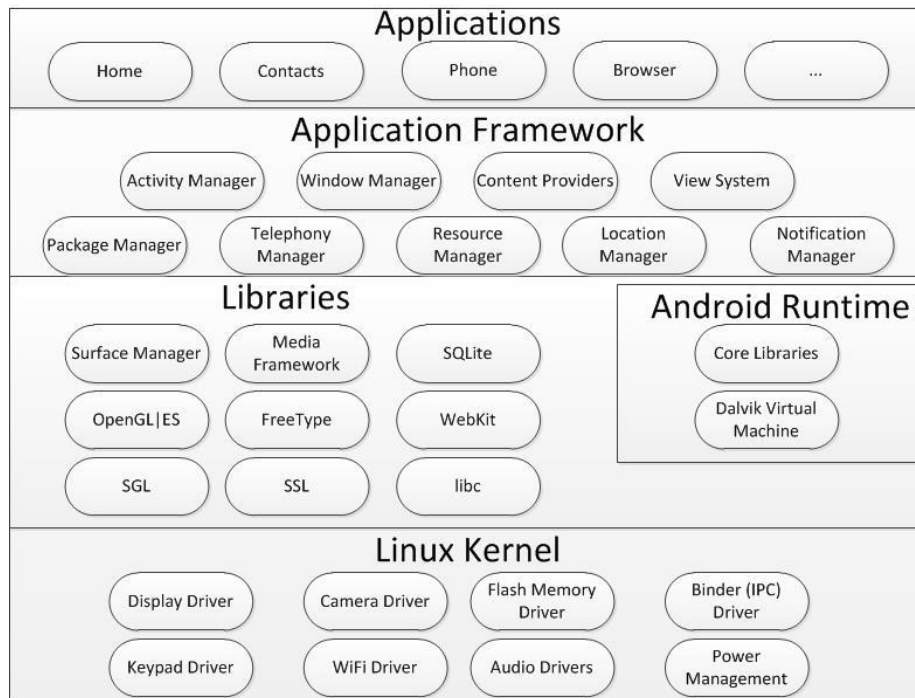 Applications
Home
Contacts
Phone
Browser
...
Application Framework
Activity Manager
Window Manager
Content Providers
View System
Package Manager
Telephony
Manager
Resource
Manager
Location
Manager
Notification
Manager
Libraries
Surface Manager
Media
Framework
SQLite
OpenGL|ES
FreeType
WebKit
SGL
SSL
libc
Android Runtime
Core Libraries
Dalvik Virtual
Machine
Linux Kernel
Display Driver
Camera Driver
Flash Memory
Driver
Binder (IPC)
Driver
Keypad Driver
WiFi Driver
Audio Drivers
Power
Management